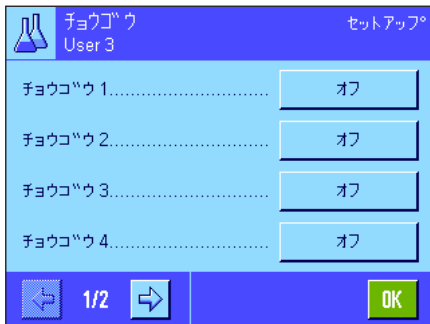 チョウゴウ セットアップ
User 3
チョウゴウ 1............................ オフ
チョウゴウ 2............................ オフ
チョウゴウ 3............................ オフ
チョウゴウ 4............................ オフ
1/2 OK